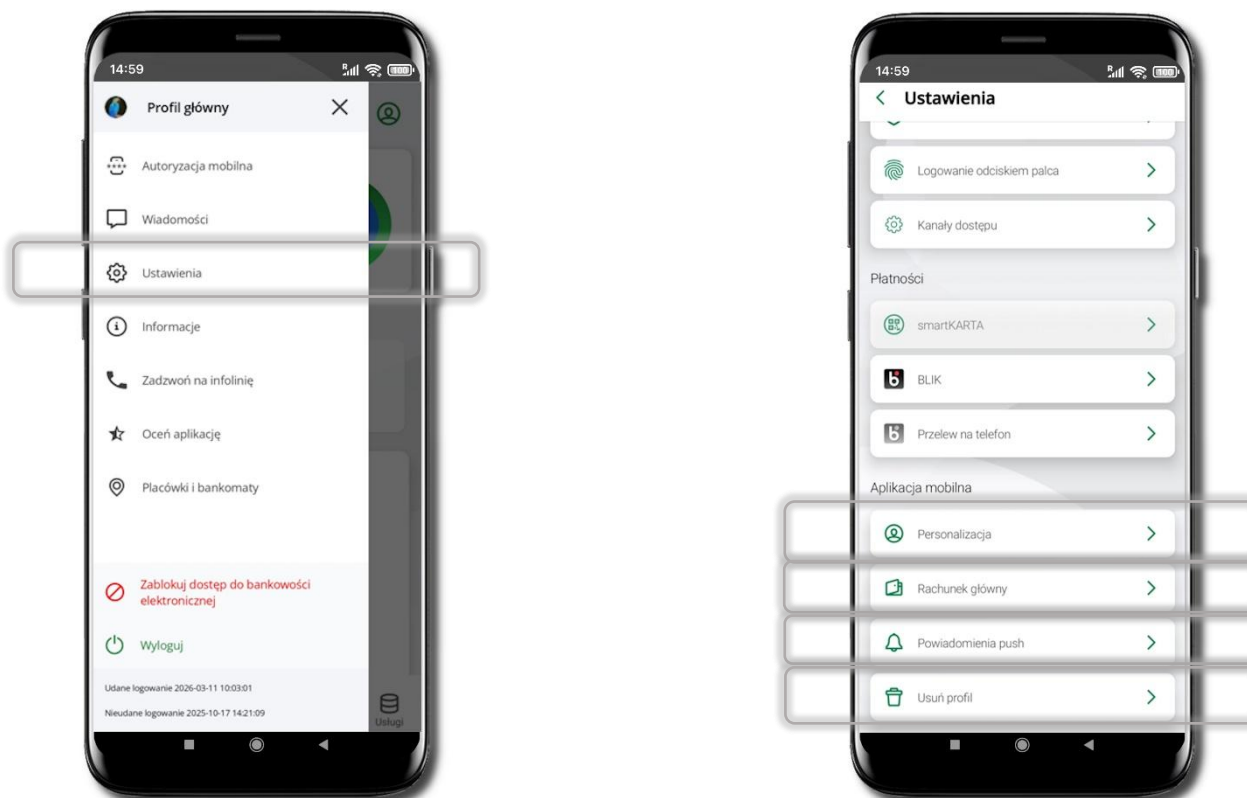 14:59
R
100
Profil główny
Autoryzacja mobilna
Wiadomości
Ustawienia
Informacje
Zadzwoń na infolinię
Oceń aplikację
Placówki i bankomaty
Zablokuj dostęp do bankowości
elektronicznej
Wyloguj
Udane logowanie 2026-03-11 10:03:01
Nieudane logowanie 2025-10-17 14:21:09
Usługi
14:59
R
100
Ustawienia
Logowanie odciskiem palca
Kanały dostępu
Płatności
smartKARTA
BLIK
Przelew na telefon
Aplikacja mobilna
Personalizacja
Rachunek główny
Powiadomienia push
Usuń profil